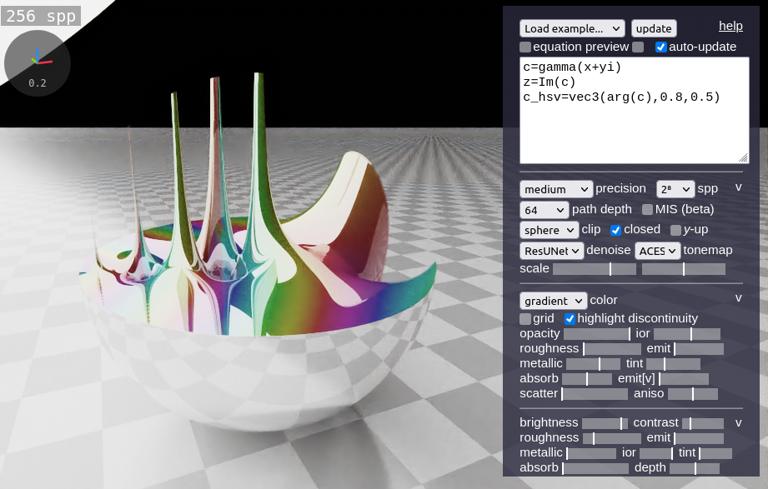 256 spp
0.2
Load example... update help
equation preview auto-update
c=gamma(x+yi)
z=Im(c)
c_hsv=vec3(arg(c),0.8,0.5)
medium precision 2⁸ spp v
64 path depth MIS (beta)
sphere clip closed y-up
ResUNet denoise ACES tonemap
scale
gradient color v
grid highlight discontinuity
opacity ior
roughness emit
metallic tint
absorb emit[v]
scatter aniso
brightness contrast v
roughness emit
metallic ior tint
absorb depth